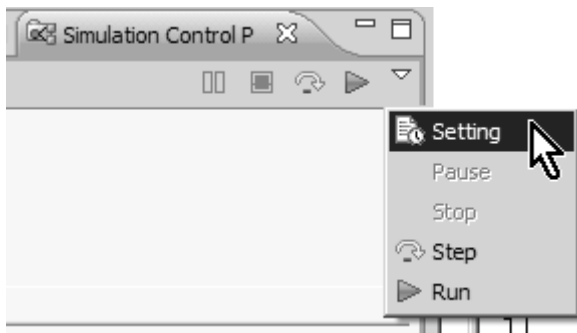 Simulation Control P
Setting
Pause
Stop
Step
Run